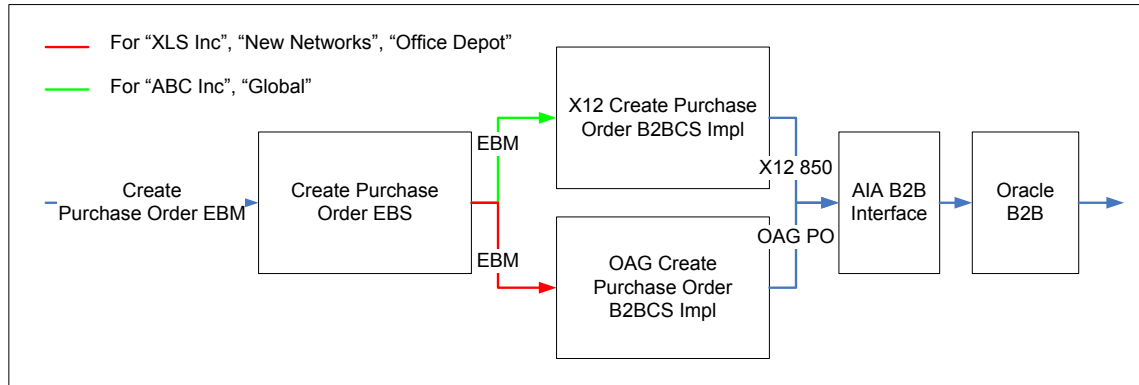 For “XLS Inc”, “New Networks”, “Office Depot”
For “ABC Inc”, “Global”
Create
Purchase Order EBM
Create Purchase
Order EBS
EBM
EBM
X12 Create Purchase
Order B2BCS Impl
OAG Create
Purchase Order
B2BCS Impl
X12 850
OAG PO
AIA B2B
Interface
Oracle
B2B